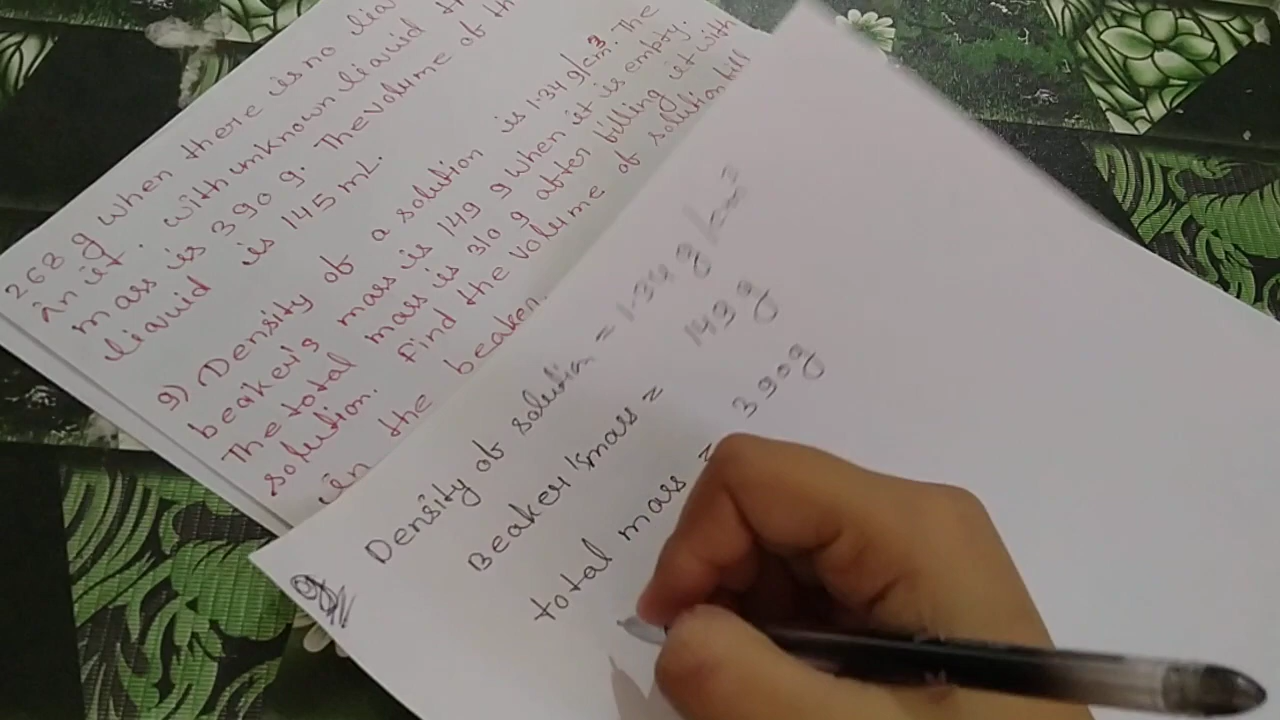 268 g when there is no
in it. with unknown liquid
mass is 390 g. The volume of
liquid is 145 mL.
9) Density of a solution is 1.34 g/cm³. The
beaker's mass is 149 g when it is empty.
The total mass is 310 g after filling it with
solution. Find the volume of solution fill
in the beaker.
Density of solution = 1.34 g/cm³
Beaker's mass = 149 g
total mass =